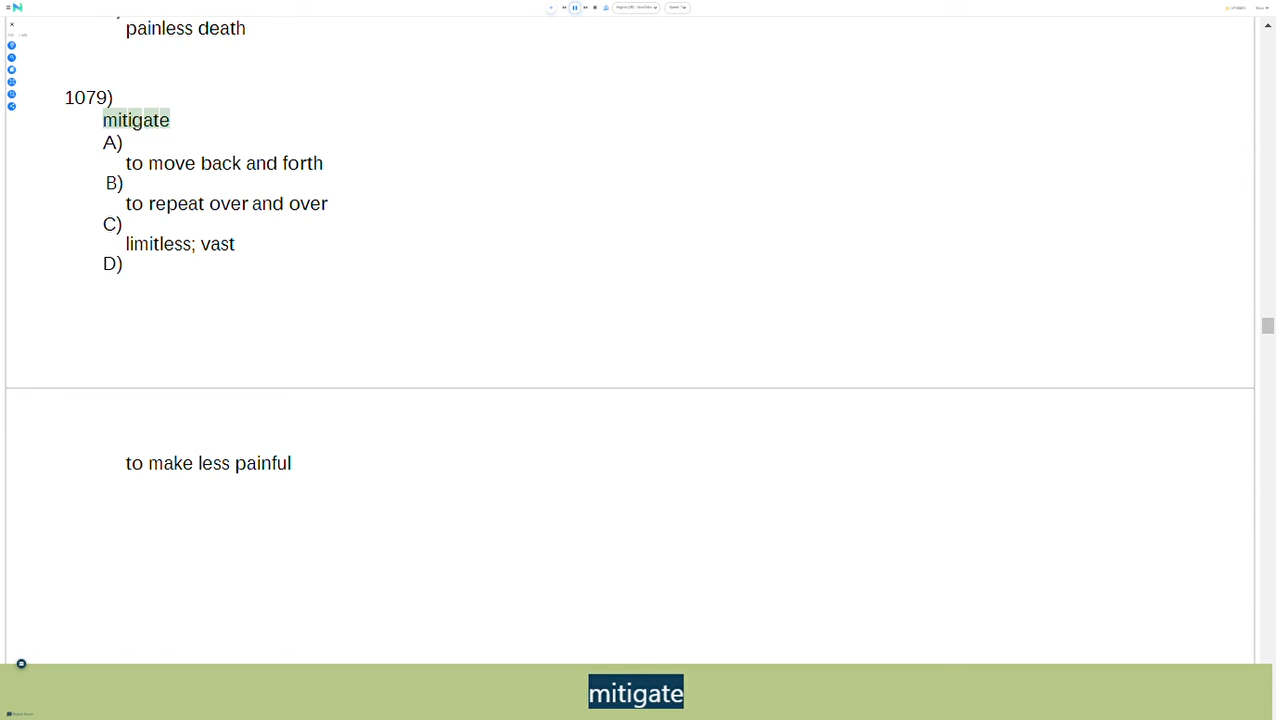 painless death
1079)
mitigate
A)
to move back and forth
B)
to repeat over and over
C)
limitless; vast
D)
to make less painful
mitigate